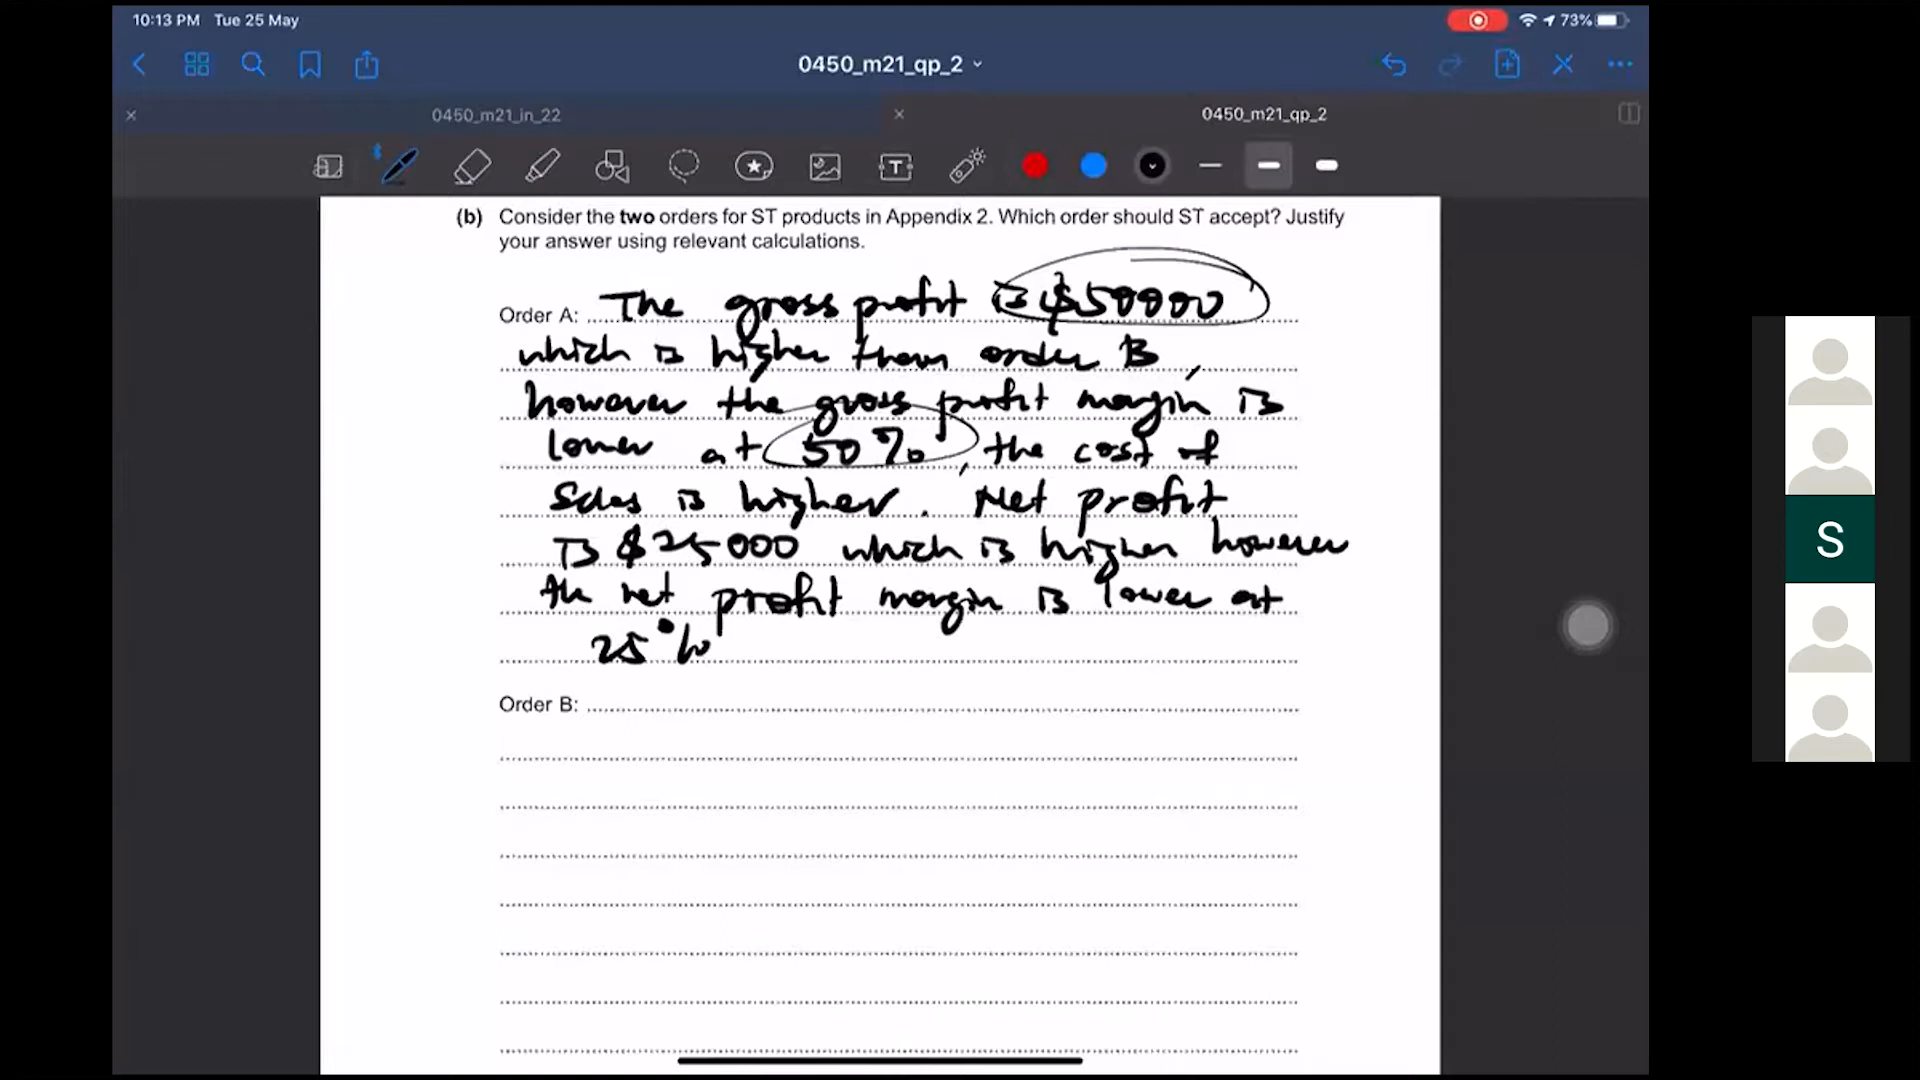 10:13 PM Tue 25 May
73%
0450_m21_qp_2
0450_m21_in_22
0450_m21_qp_2
T
(b) Consider the two orders for ST products in Appendix 2. Which order should ST accept? Justify
your answer using relevant calculations.
Order A: The gross profit is $50000
which is higher than order B,
however the gross profit margin is
lower at 50%, the cost of
Sales is higher. Net profit
is $25000 which is higher however
the net profit margin is lower at
25%
Order B:
S